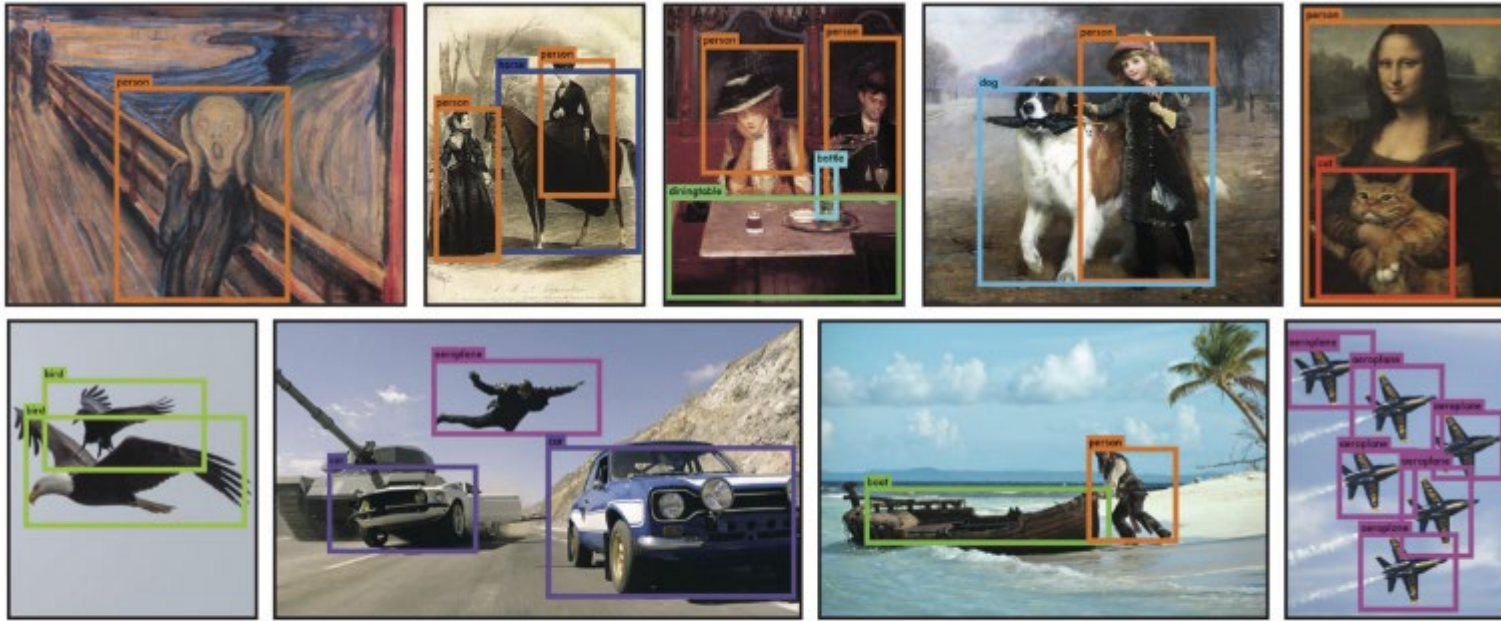 person
person
horse
person
person
person
bottle
diningtable
person
dog
person
cat
bird
bird
aeroplane
car
car
person
boat
aeroplane
aeroplane
aeroplane
aeroplane
aeroplane
aeroplane